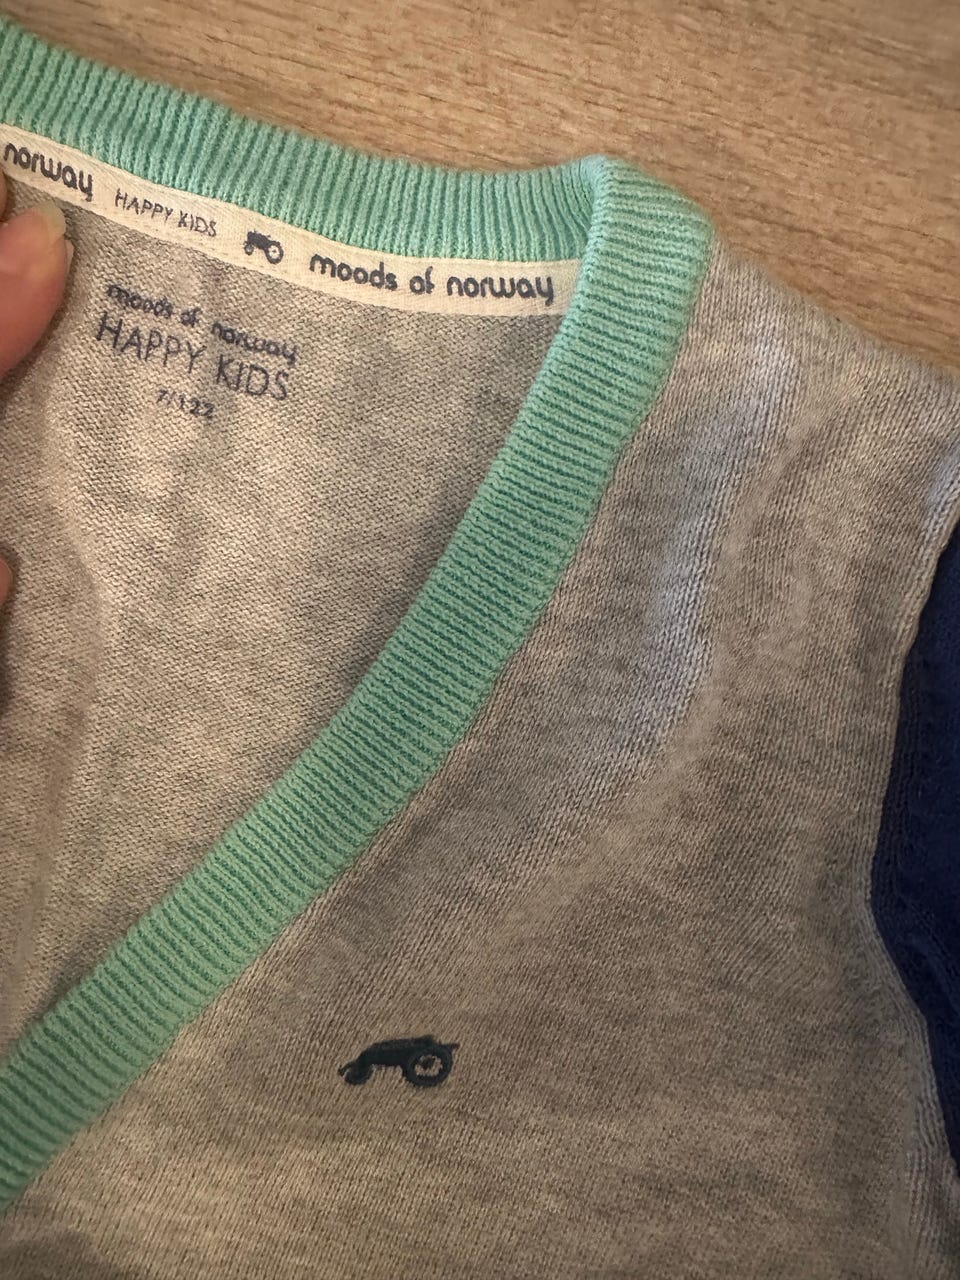 norway HAPPY KIDS moods of norway
moods of norway
HAPPY KIDS
7/122